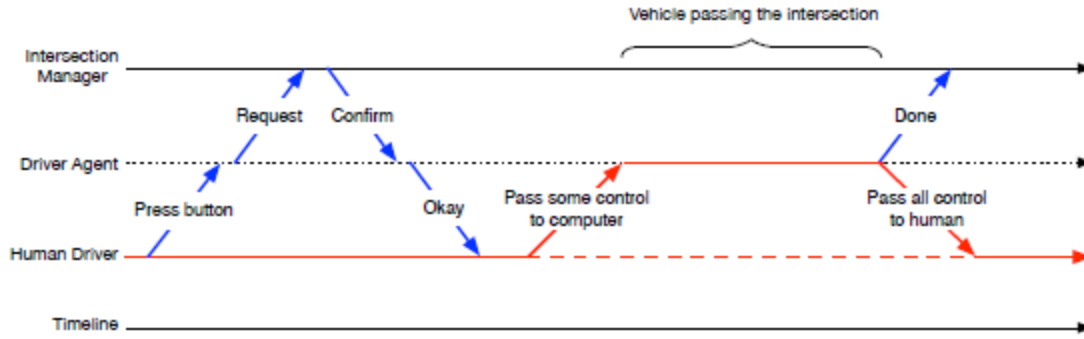 Vehicle passing the intersection
Intersection
Manager
Request
Confirm
Done
Driver Agent
Press button
Okay
Pass some control
to computer
Pass all control
to human
Human Driver
Timeline